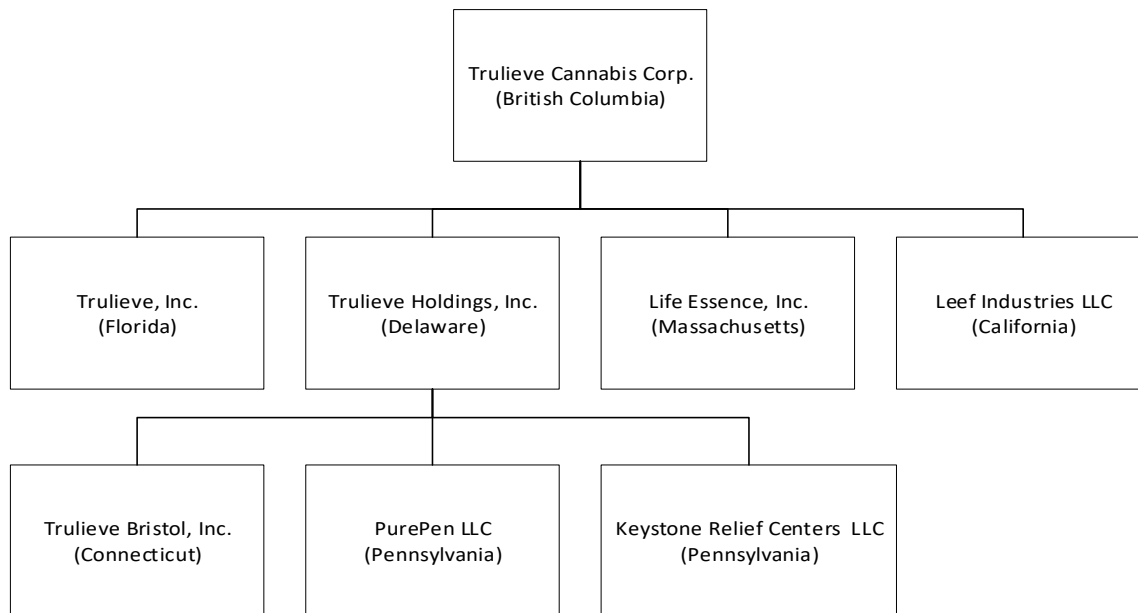 Trulieve Cannabis Corp.
(British Columbia)
Trulieve, Inc.
(Florida)
Trulieve Holdings, Inc.
(Delaware)
Life Essence, Inc.
(Massachusetts)
Leef Industries LLC
(California)
Trulieve Bristol, Inc.
(Connecticut)
PurePen LLC
(Pennsylvania)
Keystone Relief Centers LLC
(Pennsylvania)